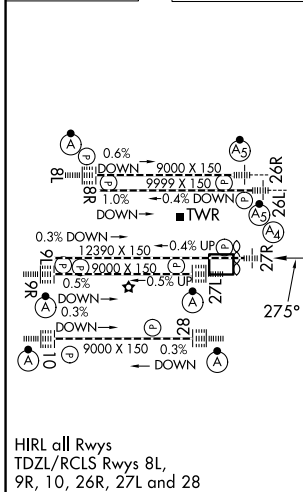 A
P
0.6%
DOWN
9000 X 150
A5
8L
26R
8R
9999 X 150
P
26L
1.0%
0.4% DOWN
P
DOWN
TWR
A5
A4
0.3% DOWN
12390 X 150
0.4% UP
9L
27R
P
P
9000 X 150
P
9R
0.5%
0.5% UP
27L
275°
A
DOWN
A
0.3%
DOWN
P
28
10
P
9000 X 150
0.3%
A
DOWN
A
HIRL all Rwys
TDZL/RCLS Rwys 8L,
9R, 10, 26R, 27L and 28